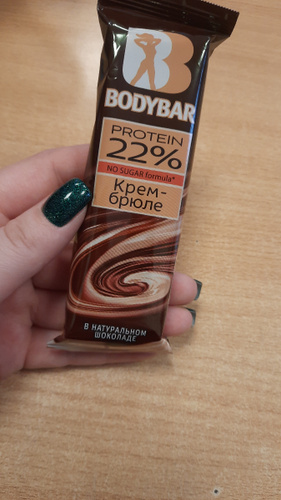 B
BODYBAR
PROTEIN
22%
NO SUGAR formula*
Крем-
брюле
В НАТУРАЛЬНОМ
ШОКОЛАДЕ